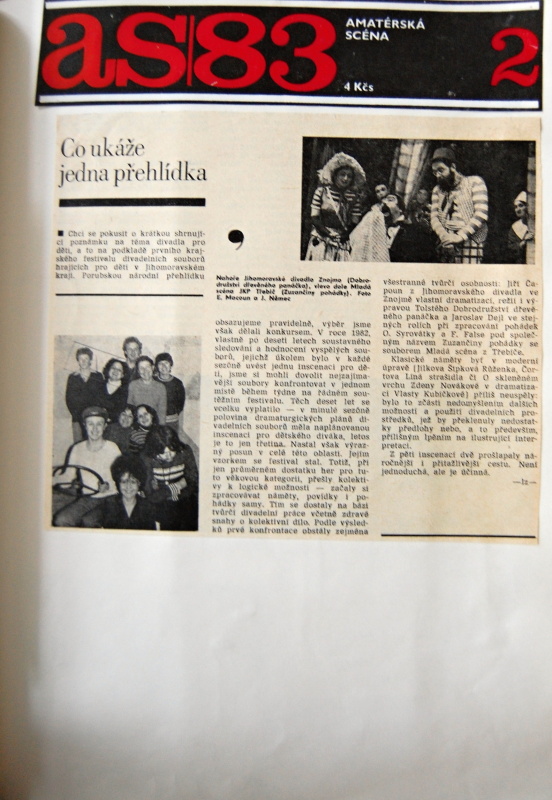 as83
AMATÉRSKÁ
SCÉNA
4 Kčs
2
Co ukáže
jedna přehlídka
■ Chci se pokusit o krátkou shrnují-
cí poznámku na téma divadla pro
děti, a to na podkladě prvního kraj-
ského festivalu divadelních souborů
hrajících pro děti v Jihomoravském
kraji. Porubskou národní přehlídku
Nahoře Jihomoravské divadlo Znojmo (Dobro-
družství dřevěného panáčka), vlevo dole Mladá
scéna JKP Třebíč (Zuzančiny pohádky). Foto
E. Macoun a J. Němec
obsazujeme pravidelně, výběr jsme
však dělali konkursem. V roce 1982,
vlastně po deseti letech soustavného
sledování a hodnocení vyspělých sou-
borů, jejichž úkolem bylo v každé
sezóně uvést jednu inscenaci pro dě-
ti, jsme si mohli dovolit nejzajíma-
vější soubory konfrontovat v jednom
místě během týdne na řádném sou-
těžním festivalu. Těch deset let se
vcelku vyplatilo — v minulé sezóně
polovina dramaturgických plánů di-
vadelních souborů měla naplánovanou
inscenaci pro dětského diváka, letos
je to jen třetina. Nastal však výraz-
ný posun v celé této oblasti. Jejím
vzorkem se festival stal. Totiž, při
jen průměrném dostatku her pro tu-
to věkovou kategorii, přešly kolekti-
vy k logické možnosti — začaly si
zpracovávat náměty, povídky i po-
hádky samy. Tím se dostaly na bázi
tvůrčí divadelní práce včetně zdravé
snahy o kolektivní dílo. Podle výsled-
ků prvé konfrontace obstály zejména
všestranné tvůrčí osobnosti: Jiří Ča-
poun z Jihomoravského divadla ve
Znojmě vlastní dramatizací, režií i vý-
pravou Tolstého Dobrodružství dřevě-
ného panáčka a Jaroslav Dejl ve stej-
ných rolích při zpracování pohádek
O. Syrovátky a F. False pod společ-
ným názvem Zuzančiny pohádky se
souborem Mladá scéna z Třebíče.
Klasické náměty byť v moderní
úpravě (Jílkova Šípková Růženka, Čor-
tova Líná strašidla či O skleněném
vrchu Zdeny Novákové v dramatiza-
ci Vlasty Kubíčkové) příliš neuspěly:
bylo to zčásti nedomyšlením dalších
možností a použití divadelních pro-
středků, jež by překlenuly nedostat-
ky předlohy nebo, a to především,
přílišným lpěním na ilustrující inter-
pretaci.
Z pěti inscenací dvě prošlapaly ná-
ročnější i přitažlivější cestu. Není
jednoduchá, ale je účinná.
—lz—